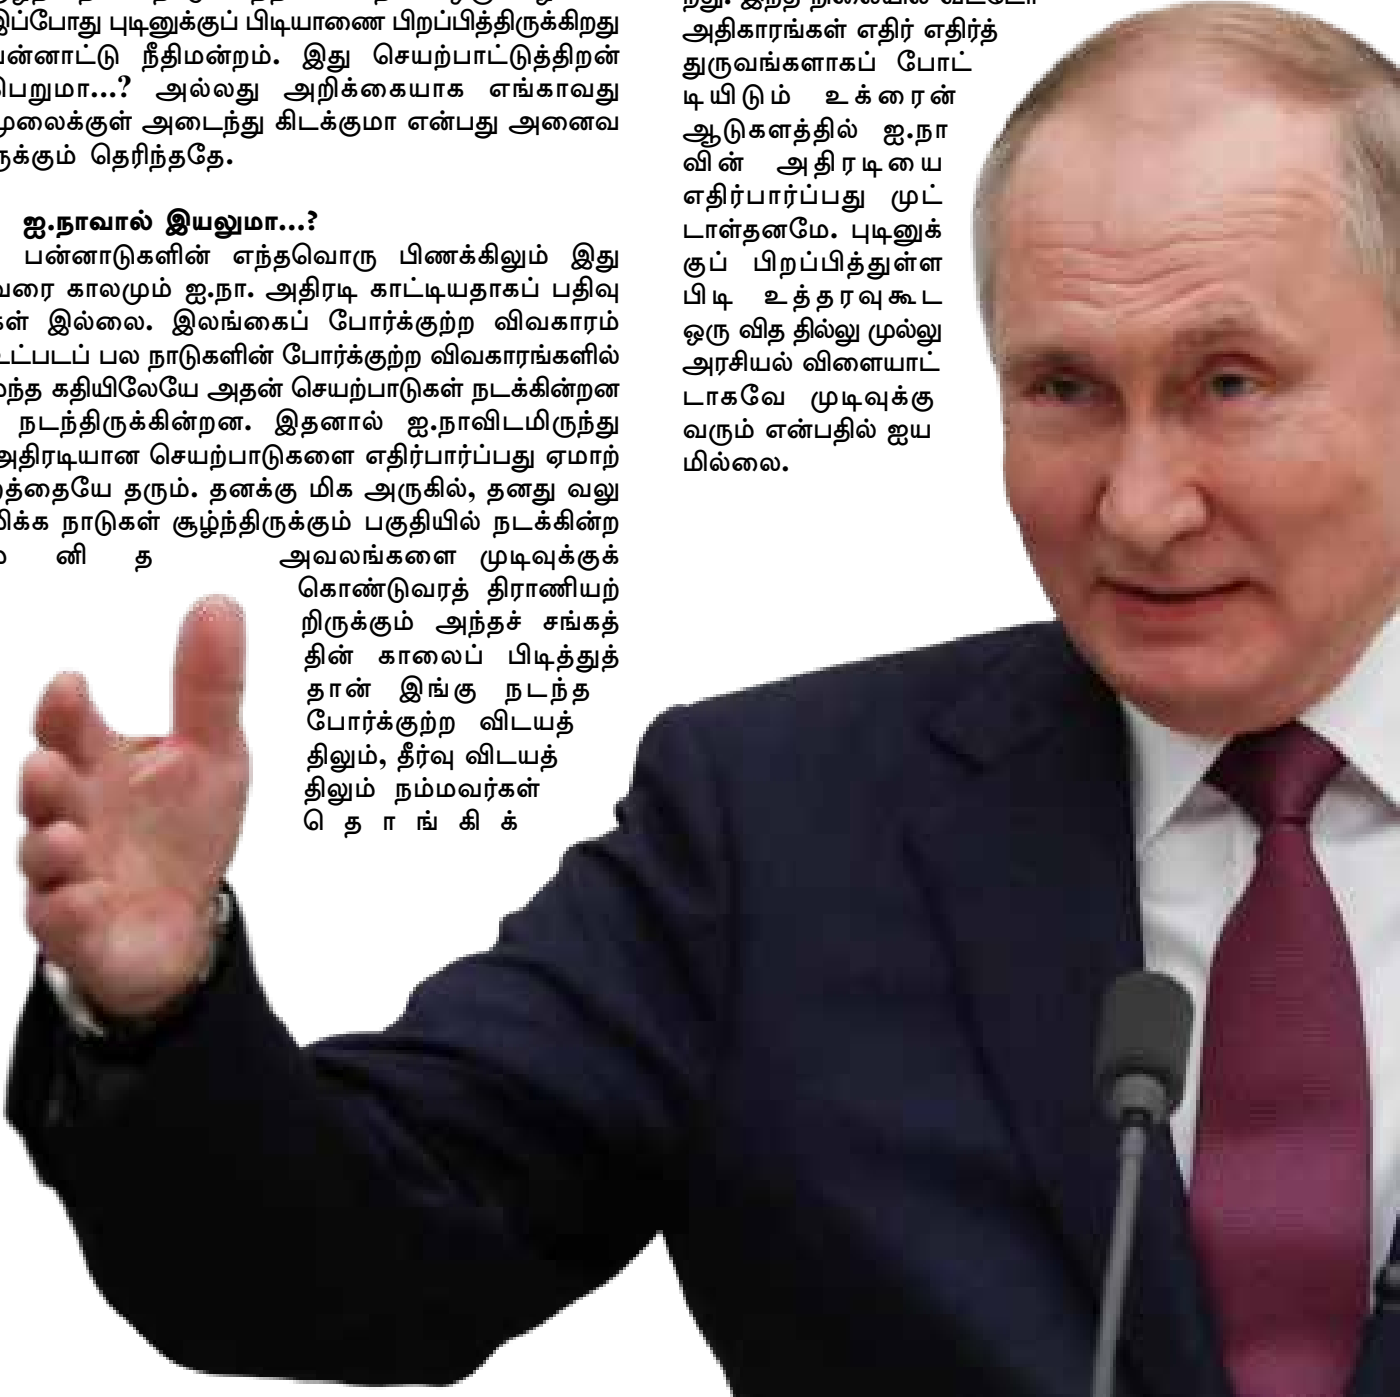 இப்போது புடினுக்குப் பிடியாணை பிறப்பித்திருக்கிறது
பன்னாட்டு நீதிமன்றம். இது செயற்பாட்டுத்திறன்
பெறுமா...? அல்லது அறிக்கையாக எங்காவது
மூலைக்குள் அடைந்து கிடக்குமா என்பது அனைவ
ருக்கும் தெரிந்ததே.
ஐ.நாவால் இயலுமா...?
பன்னாடுகளின் எந்தவொரு பிணக்கிலும் இது
வரை காலமும் ஐ.நா. அதிரடி காட்டியதாகப் பதிவு
கள் இல்லை. இலங்கைப் போர்க்குற்ற விவகாரம்
உட்படப் பல நாடுகளின் போர்க்குற்ற விவகாரங்களில்
மந்த கதியிலேயே அதன் செயற்பாடுகள் நடக்கின்றன
நடந்திருக்கின்றன. இதனால் ஐ.நாவிடமிருந்து
அதிரடியான செயற்பாடுகளை எதிர்பார்ப்பது ஏமாற்
றத்தையே தரும். தனக்கு மிக அருகில், தனது வலு
மிக்க நாடுகள் சூழ்ந்திருக்கும் பகுதியில் நடக்கின்ற
ம னி த அவலங்களை முடிவுக்குக்
கொண்டுவரத் திராணியற்
றிருக்கும் அந்தச் சங்கத்
தின் காலைப் பிடித்துத்
தான் இங்கு நடந்த
போர்க்குற்ற விடயத்
திலும், தீர்வு விடயத்
திலும் நம்மவர்கள்
தொங்கிக்
றது. இந்த நிலையில் வீட்டோ
அதிகாரங்கள் எதிர் எதிர்த்
துருவங்களாகப் போட்
டியிடும் உக்ரைன்
ஆடுகளத்தில் ஐ.நா
வின் அதிரடியை
எதிர்பார்ப்பது முட்
டாள்தனமே. புடினுக்
குப் பிறப்பித்துள்ள
பிடி உத்தரவுகூட
ஒரு வித தில்லு முல்லு
அரசியல் விளையாட்
டாகவே முடிவுக்கு
வரும் என்பதில் ஐய
மில்லை.